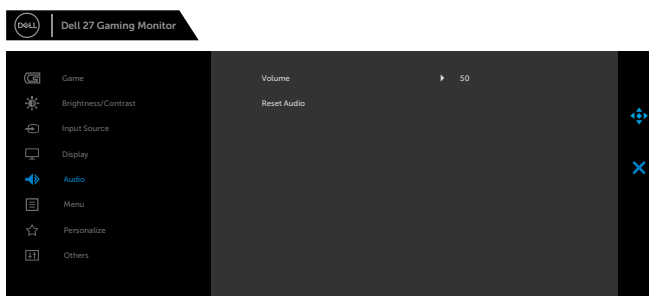 DELL
Dell 27 Gaming Monitor
Game
Volume 50
Brightness/Contrast
Reset Audio
Input Source
Display
Audio
Menu
Personalize
Others